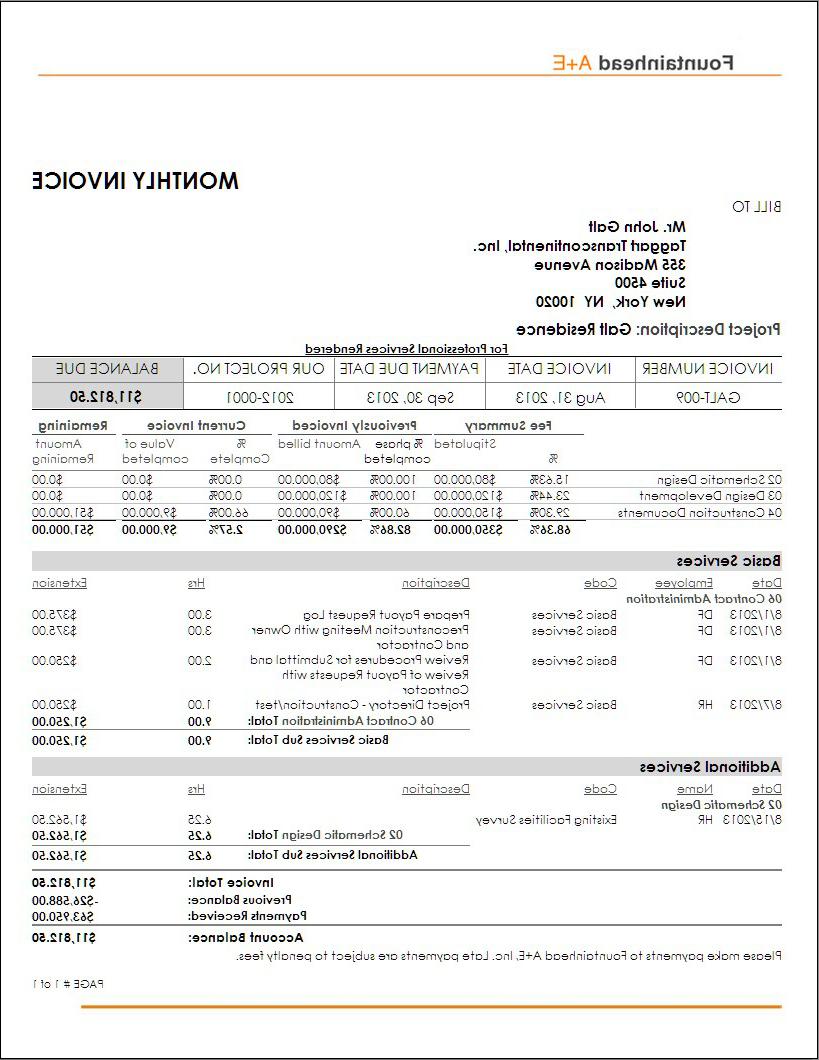 Fountainhead A+E
MONTHLY INVOICE
BILL TO
Mr. John Galt
Taggart Transcontinental, Inc.
355 Madison Avenue
Suite 4500
New York, NY 10020
Project Description: Galt Residence
For Professional Services Rendered
INVOICE NUMBER INVOICE DATE PAYMENT DUE DATE OUR PROJECT NO. BALANCE DUE
GALT-009 Aug 31, 2013 Sep 30, 2013 2012-0001 $11,812.50
Fee Summary Previously Invoiced Current Invoice Remaining
% Stipulated % phase completed Amount billed % Complete Value of completed Amount Remaining
02 Schematic Design 15.63% $80,000.00 100.00% $80,000.00 0.00% $0.00 $0.00
03 Design Development 23.44% $120,000.00 100.00% $120,000.00 0.00% $0.00 $0.00
04 Construction Documents 29.30% $150,000.00 60.00% $90,000.00 66.00% $9,000.00 $51,000.00
68.36% $350,000.00 82.86% $290,000.00 2.57% $9,000.00 $51,000.00
Basic Services
Date Employee Code Description Hrs Extension
06 Contract Administration
8/1/2013 DF Basic Services Prepare Payout Request Log 3.00 $375.00
8/1/2013 DF Basic Services Preconstruction Meeting with Owner 3.00 $375.00
and Contractor
8/1/2013 DF Basic Services Review Procedures for Submittal and 2.00 $250.00
Review of Payout Requests with
Contractor
8/7/2013 HR Basic Services Project Directory - Construction/test 1.00 $250.00
06 Contract Administration Total: 9.00 $1,250.00
Basic Services Sub Total: 9.00 $1,250.00
Additional Services
Date Name Code Description Hrs Extension
02 Schematic Design
8/15/2013 HR Existing Facilities Survey 6.25 $1,562.50
02 Schematic Design Total: 6.25 $1,562.50
Additional Services Sub Total: 6.25 $1,562.50
Invoice Total: $11,812.50
Previous Balance: -$26,588.00
Payments Received: $63,950.00
Account Balance: $11,812.50
Please make payments to Fountainhead A+E, Inc. Late payments are subject to penalty fees.
PAGE # 1 of 1